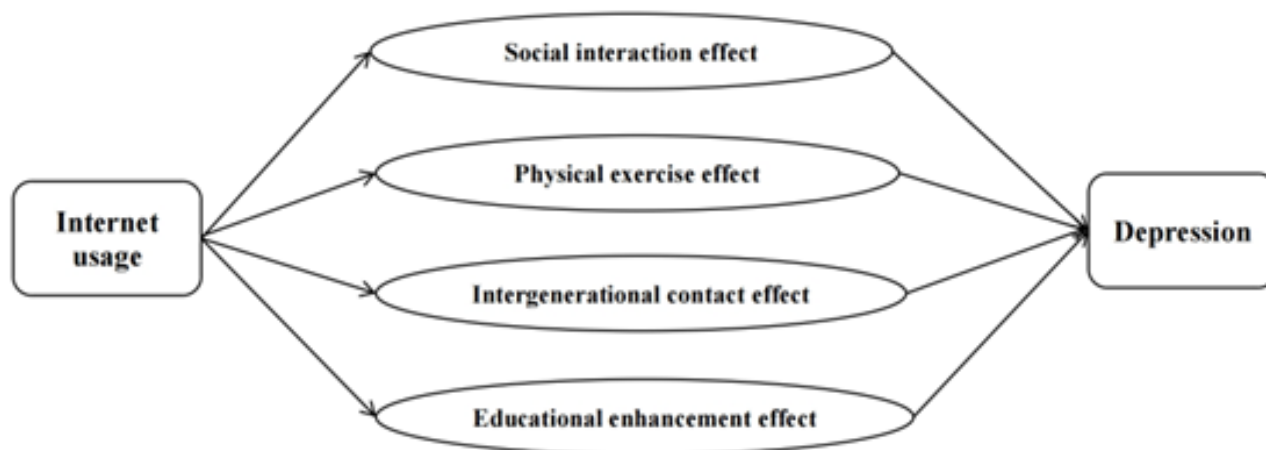 Social interaction effect
Physical exercise effect
Internet
usage
Depression
Intergenerational contact effect
Educational enhancement effect